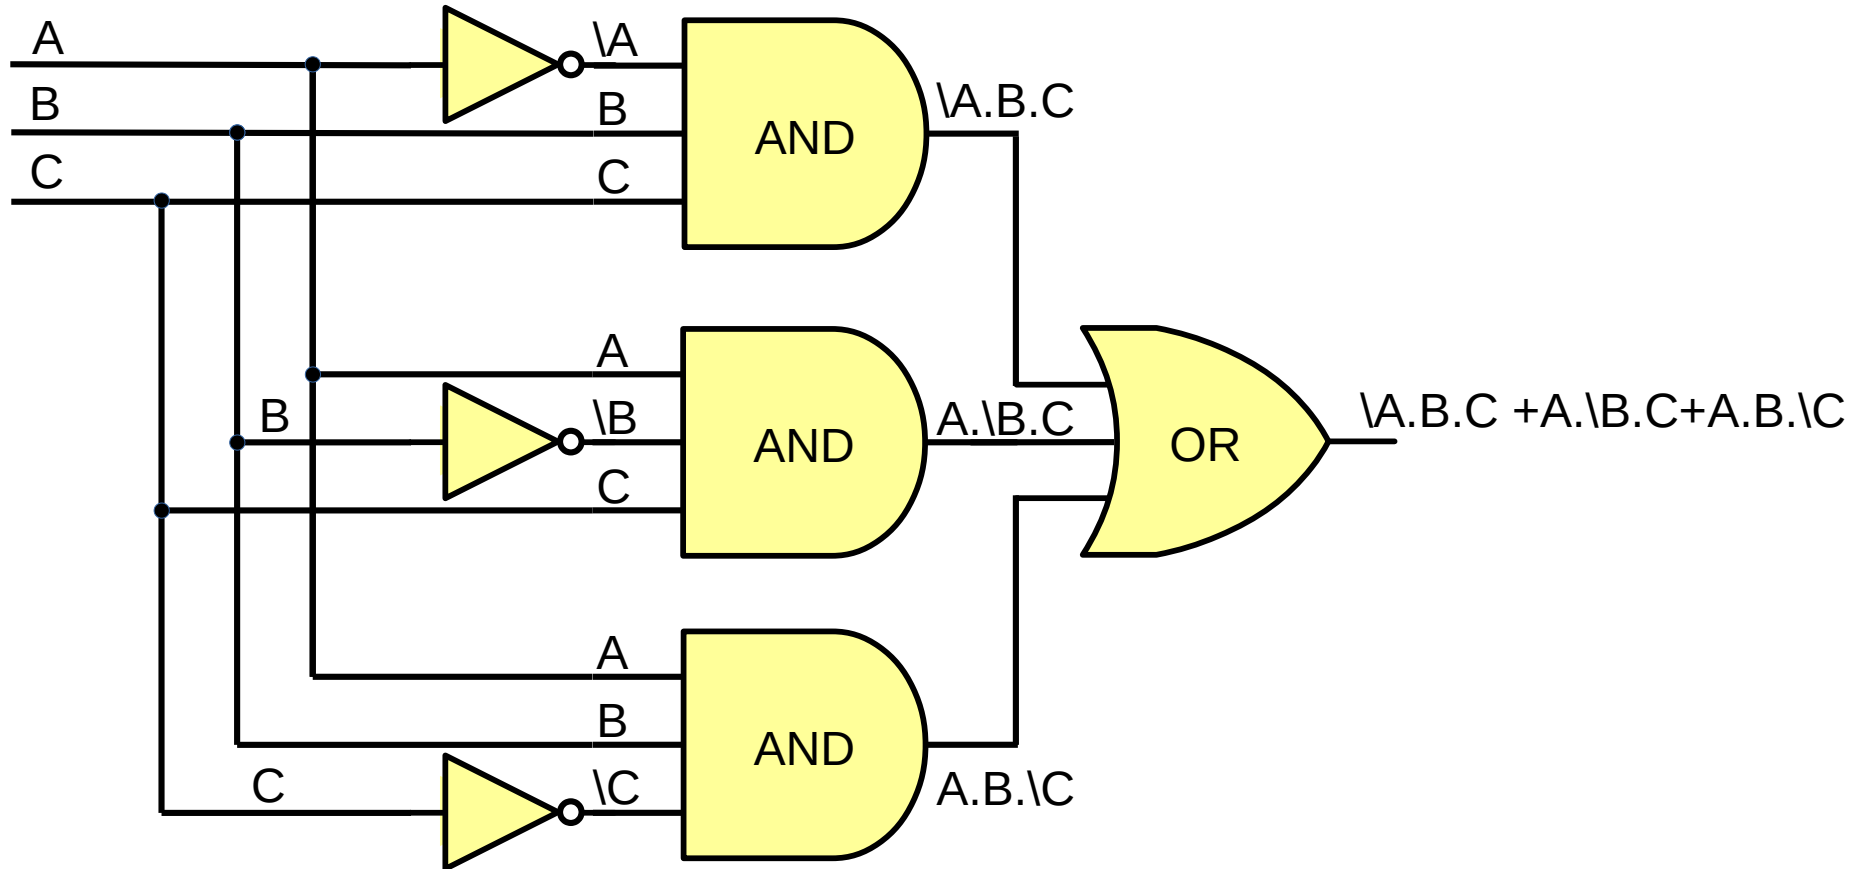 A
\A
B
B
\A.B.C
AND
C
C
A
\B
B
A.\B.C
AND
OR
\A.B.C +A.\B.C+A.B.\C
C
A
B
AND
C
\C
A.B.\C